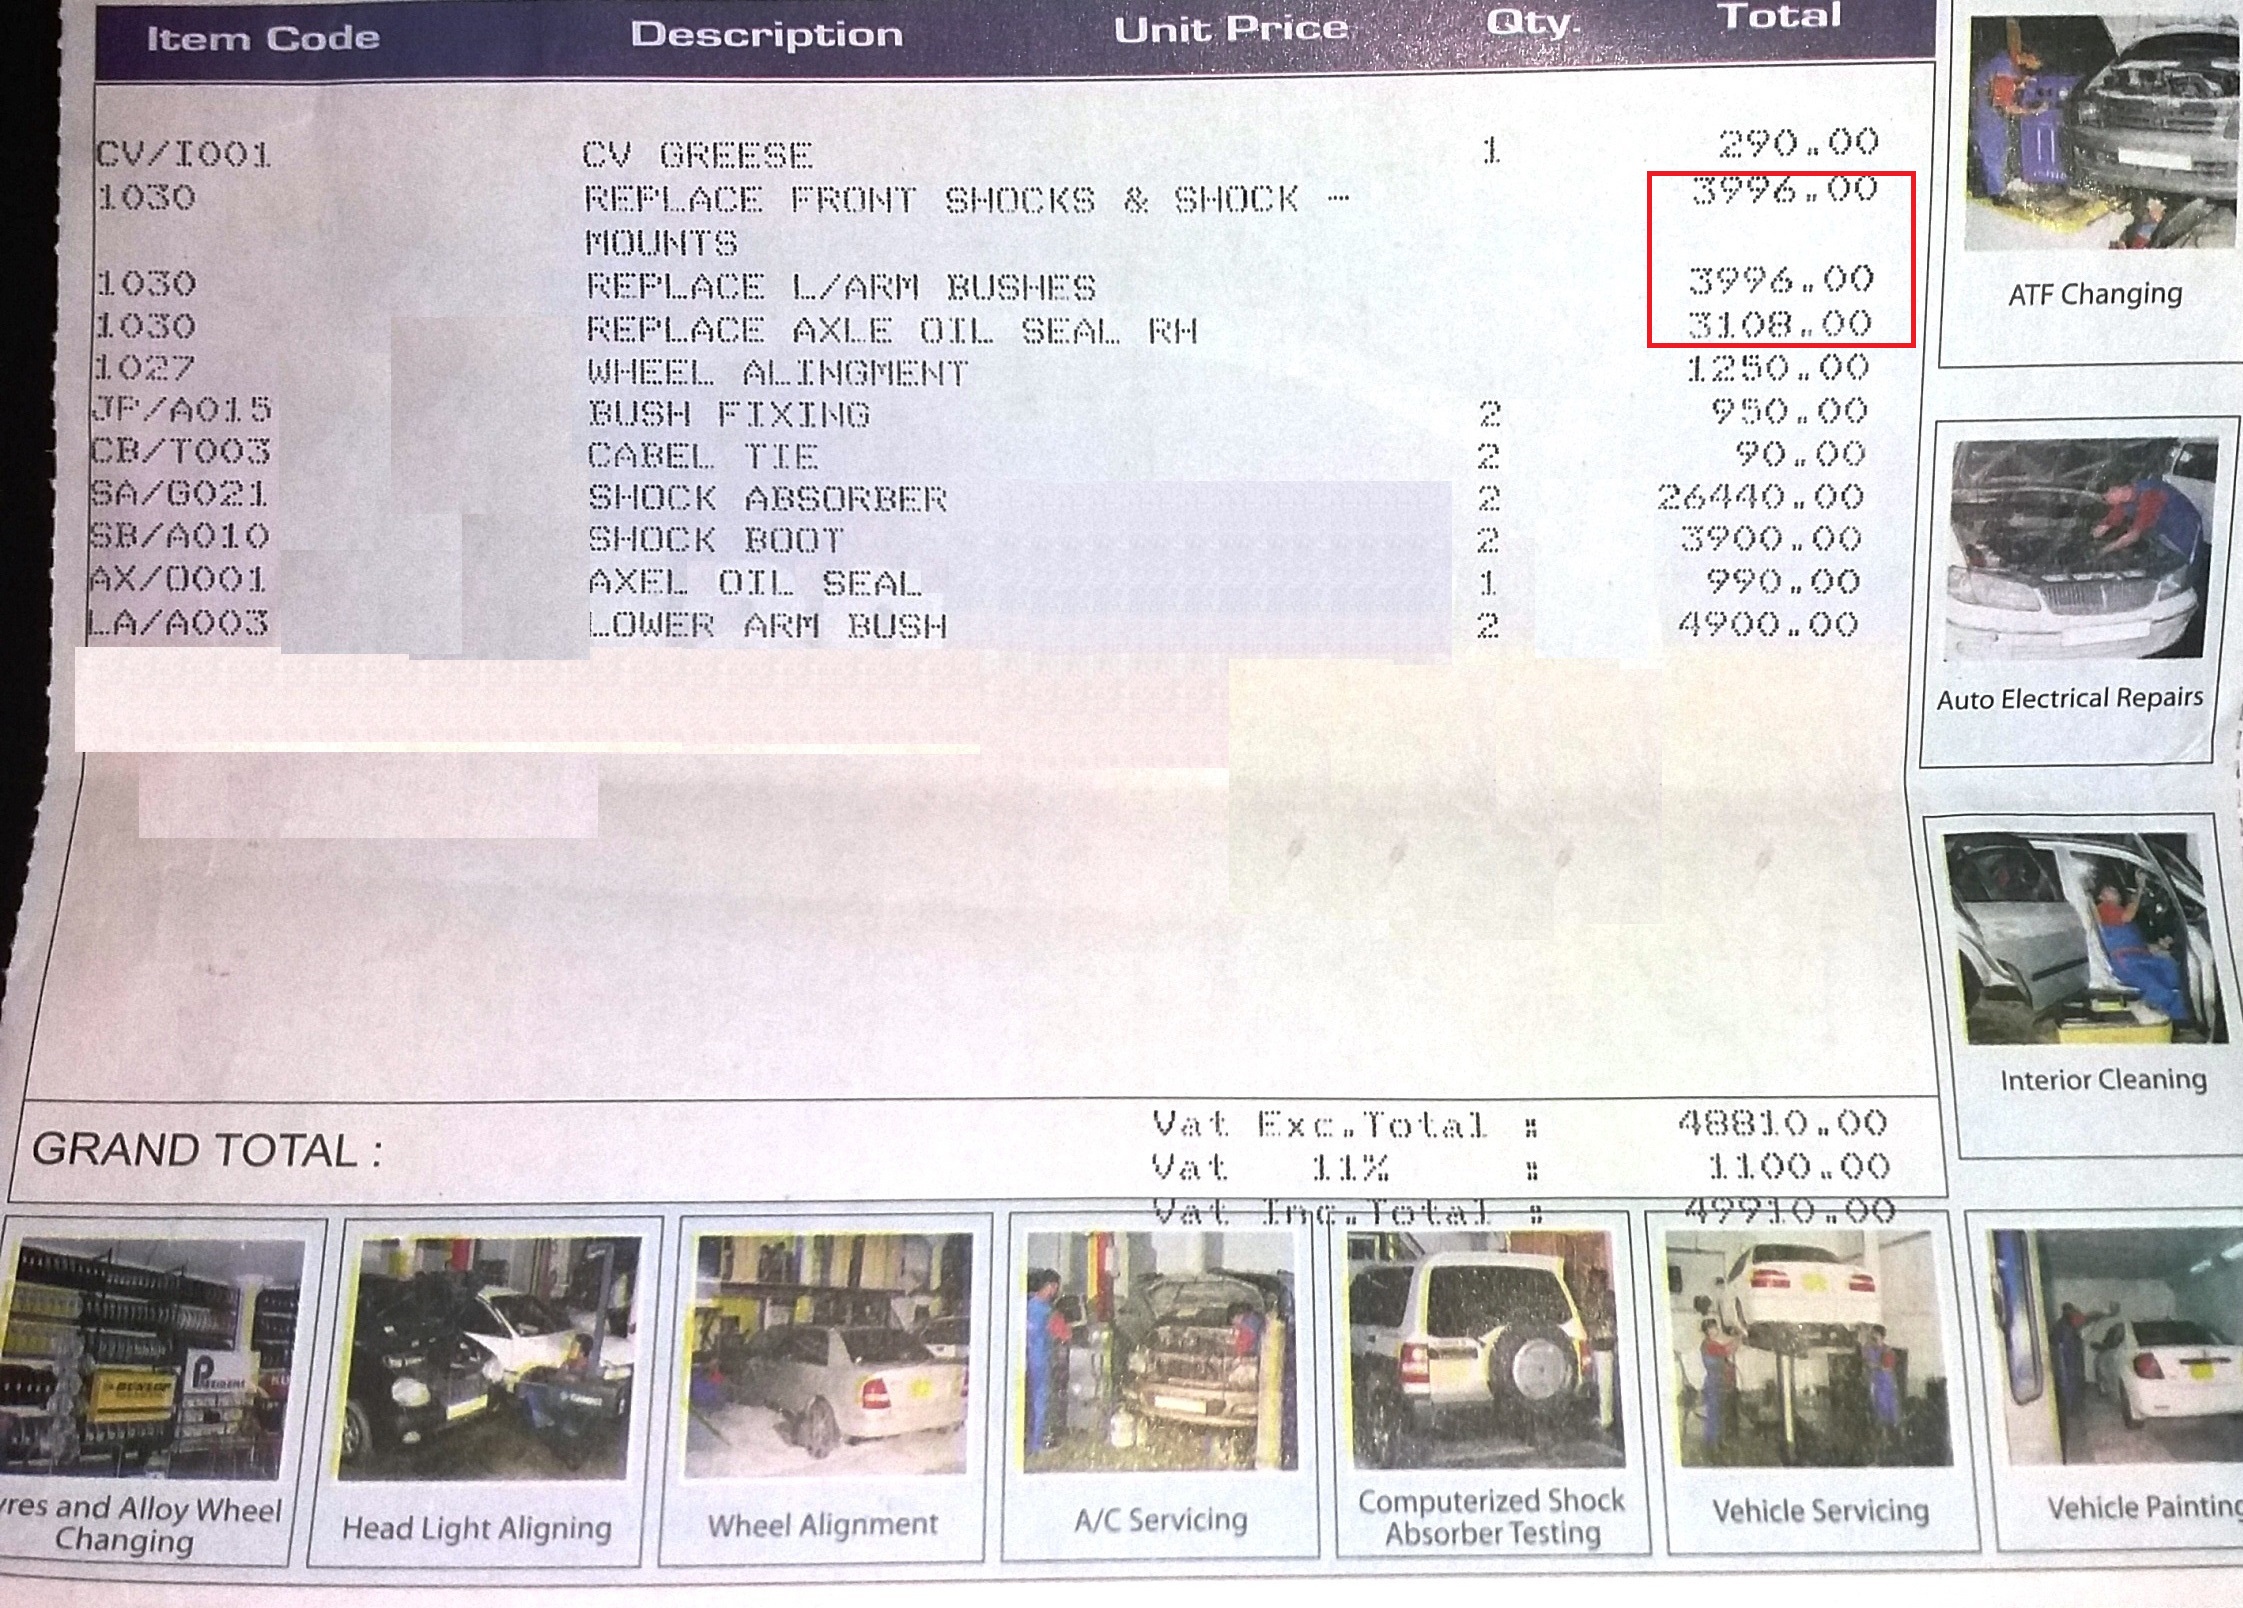 Item Code Description Unit Price Qty. Total
CV/I001 CV GREESE 1 290.00
1030 REPLACE FRONT SHOCKS & SHOCK - 3996.00
MOUNTS
1030 REPLACE L/ARM BUSHES 3996.00
1030 REPLACE AXLE OIL SEAL RH 3108.00
1027 WHEEL ALINGMENT 1250.00
JP/A015 BUSH FIXING 2 950.00
CB/T003 CABEL TIE 2 90.00
SA/G021 SHOCK ABSORBER 2 26440.00
SB/A010 SHOCK BOOT 2 3900.00
AX/O001 AXEL OIL SEAL 1 990.00
LA/A003 LOWER ARM BUSH 2 4900.00
GRAND TOTAL :
Vat Exc.Total : 48810.00
Vat 11% : 1100.00
Vat Inc.Total : 49910.00
ATF Changing
Auto Electrical Repairs
Interior Cleaning
DUNLOP
yres and Alloy Wheel
Changing
Head Light Aligning
Wheel Alignment
A/C Servicing
Computerized Shock
Absorber Testing
Vehicle Servicing
Vehicle Painting